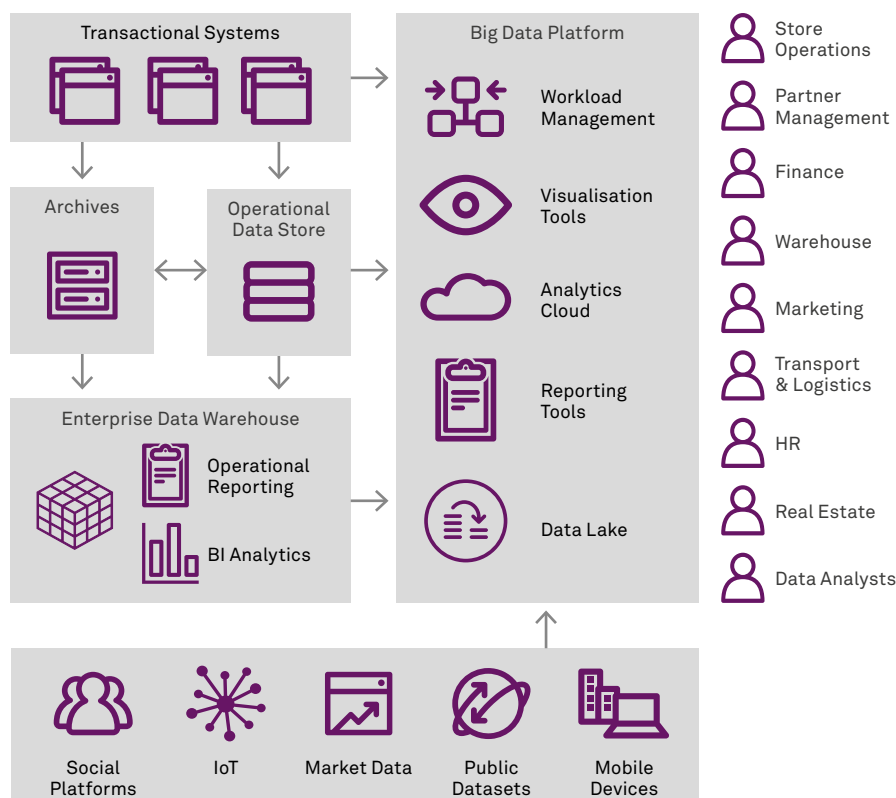 Transactional Systems
Archives
Operational
Data Store
Enterprise Data Warehouse
Operational
Reporting
BI Analytics
Big Data Platform
Workload
Management
Visualisation
Tools
Analytics
Cloud
Reporting
Tools
Data Lake
Store
Operations
Partner
Management
Finance
Warehouse
Marketing
Transport
& Logistics
HR
Real Estate
Data Analysts
Social
Platforms
IoT
Market Data
Public
Datasets
Mobile
Devices